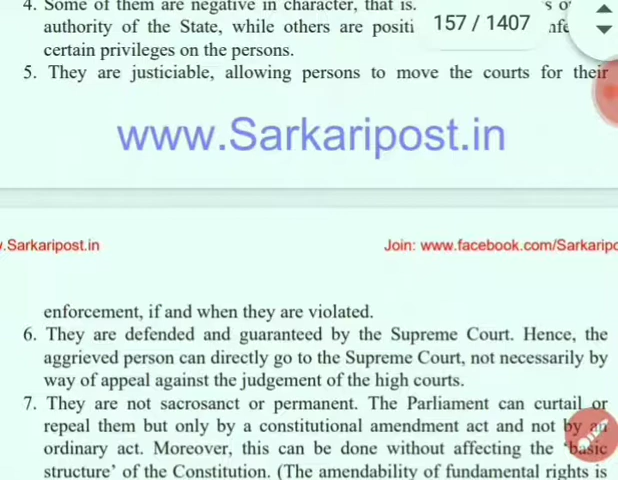 4. Some of them are negative in character, that is.
authority of the State, while others are positi
157 / 1407
certain privileges on the persons.
5. They are justiciable, allowing persons to move the courts for their
www.Sarkaripost.in
.Sarkaripost.in
Join: www.facebook.com/Sarkaripo
enforcement, if and when they are violated.
6. They are defended and guaranteed by the Supreme Court. Hence, the
aggrieved person can directly go to the Supreme Court, not necessarily by
way of appeal against the judgement of the high courts.
7. They are not sacrosanct or permanent. The Parliament can curtail or
repeal them but only by a constitutional amendment act and not by an
ordinary act. Moreover, this can be done without affecting the ‘basic
structure’ of the Constitution. (The amendability of fundamental rights is